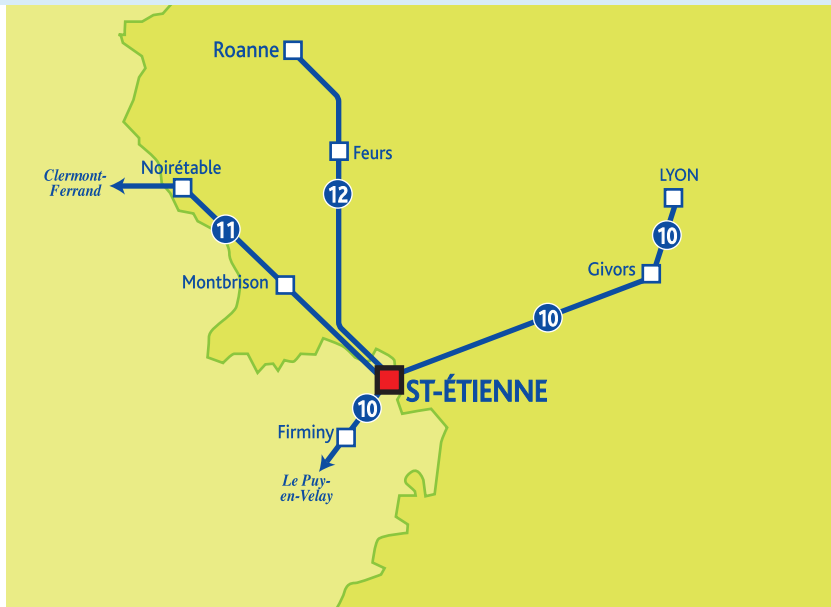 Roanne
Feurs
12
Noirétable
Clermont-
Ferrand
11
Montbrison
LYON
10
Givors
10
ST-ÉTIENNE
10
Firminy
Le Puy-
en-Velay